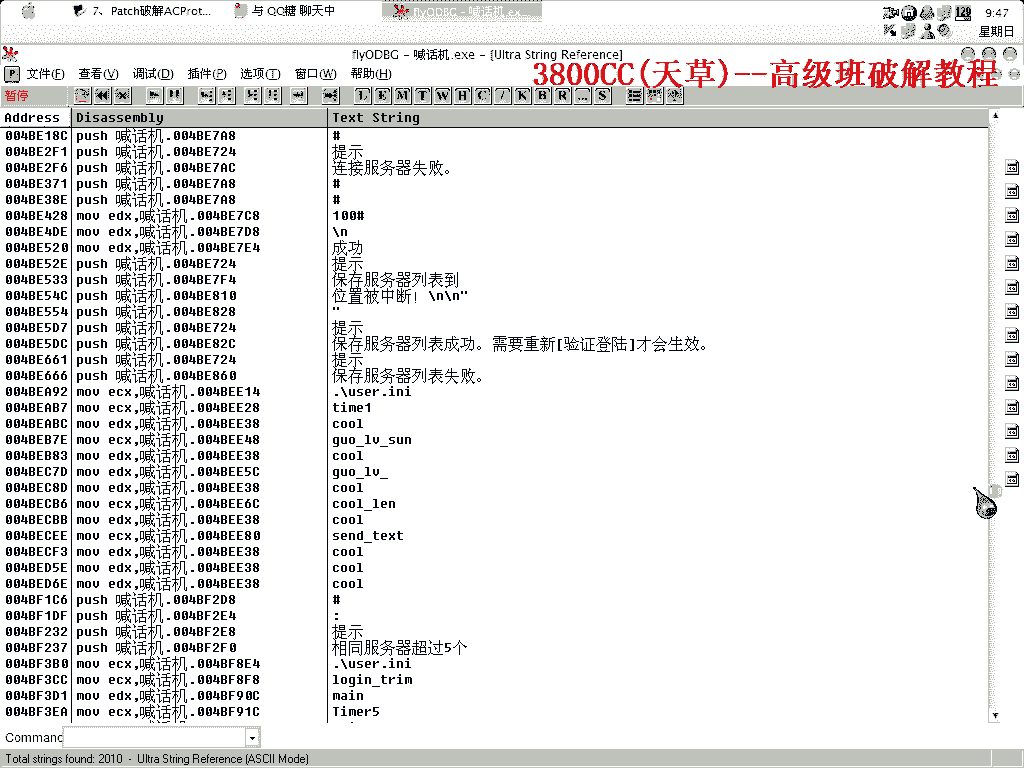 7、Patch破解ACProt... 与 QQ糖 聊天中 flyODBG - 喊话机.ex... 129 9:47
星期日
flyODBG - 喊话机.exe - [Ultra String Reference]
P 文件(F) 查看(V) 调试(D) 插件(P) 选项(T) 窗口(W) 帮助(H)
3800CC(天草)--高级班破解教程
暂停 L E M T W H C / K B R ... S
Address Disassembly Text String
004BE18C push 喊话机.004BE7A8 #
004BE2F1 push 喊话机.004BE724 提示
004BE2F6 push 喊话机.004BE7AC 连接服务器失败。
004BE371 push 喊话机.004BE7A8 #
004BE38E push 喊话机.004BE7A8 #
004BE428 mov edx,喊话机.004BE7C8 100#
004BE4DE mov edx,喊话机.004BE7D8 \n
004BE520 mov edx,喊话机.004BE7E4 成功
004BE52E push 喊话机.004BE724 提示
004BE533 push 喊话机.004BE7F4 保存服务器列表到
004BE54C push 喊话机.004BE810 位置被中断！\n\n"
004BE554 push 喊话机.004BE828 "
004BE5D7 push 喊话机.004BE724 提示
004BE5DC push 喊话机.004BE82C 保存服务器列表成功。需要重新[验证登陆]才会生效。
004BE661 push 喊话机.004BE724 提示
004BE666 push 喊话机.004BE860 保存服务器列表失败。
004BEA92 mov ecx,喊话机.004BEE14 .\user.ini
004BEAB7 mov ecx,喊话机.004BEE28 time1
004BEABC mov edx,喊话机.004BEE38 cool
004BEB7E mov ecx,喊话机.004BEE48 guo_lv_sun
004BEB83 mov edx,喊话机.004BEE38 cool
004BEC7D mov edx,喊话机.004BEE5C guo_lv_
004BEC8D mov edx,喊话机.004BEE38 cool
004BECB6 mov ecx,喊话机.004BEE6C cool_len
004BECBB mov edx,喊话机.004BEE38 cool
004BECEE mov ecx,喊话机.004BEE80 send_text
004BECF3 mov edx,喊话机.004BEE38 cool
004BED5E mov edx,喊话机.004BEE38 cool
004BED6E mov edx,喊话机.004BEE38 cool
004BF1C6 push 喊话机.004BF2D8 #
004BF1DF push 喊话机.004BF2E4 :
004BF232 push 喊话机.004BF2E8 提示
004BF237 push 喊话机.004BF2F0 相同服务器超过5个
004BF3B0 mov ecx,喊话机.004BF8E4 .\user.ini
004BF3CC mov ecx,喊话机.004BF8F8 login_trim
004BF3D1 mov edx,喊话机.004BF90C main
004BF3EA mov ecx,喊话机.004BF91C Timer5
Command
Total strings found: 2010 - Ultra String Reference (ASCII Mode)